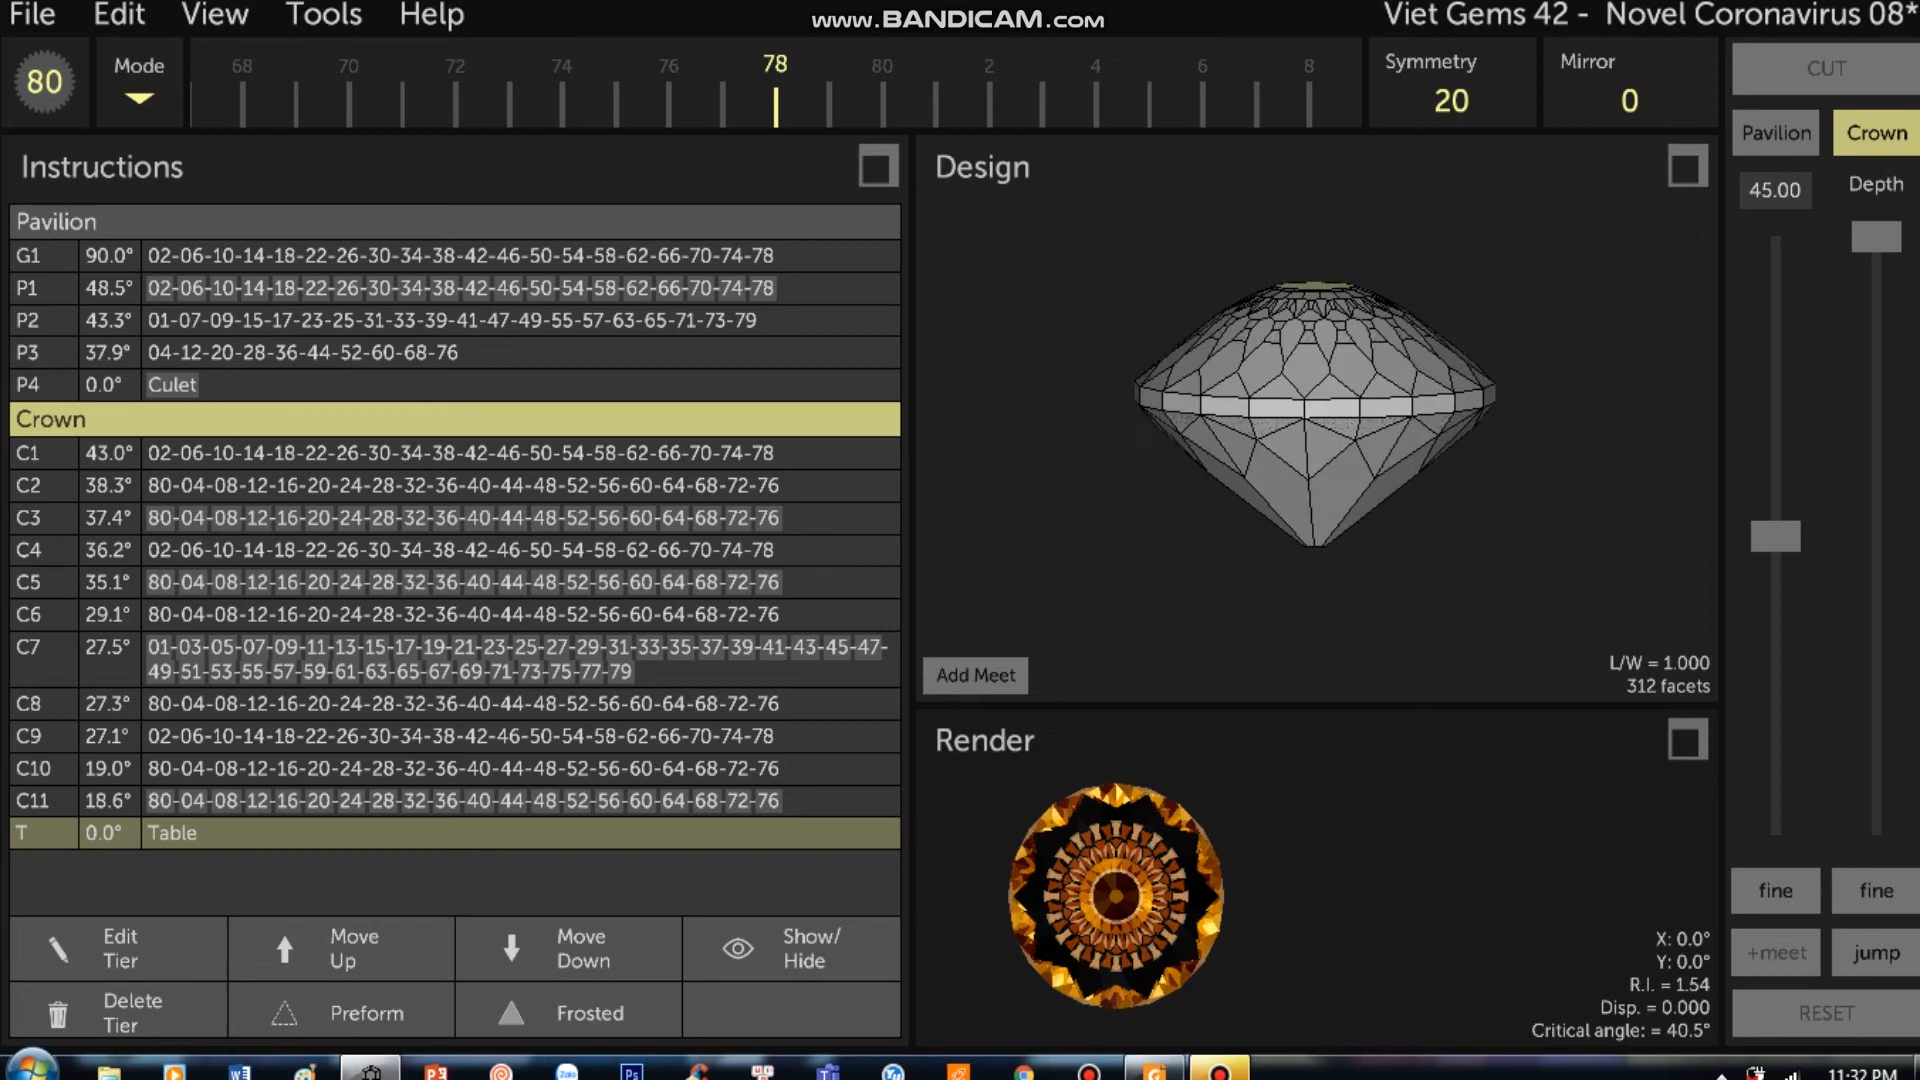 File Edit View Tools Help
www.BANDICAM.com
Viet Gems 42 - Novel Coronavirus 08*
80
Mode
68 70 72 74 76 78 80 2 4 6 8
Symmetry
20
Mirror
0
CUT
Pavilion
Crown
45.00
Depth
Instructions
Pavilion
G1 90.0° 02-06-10-14-18-22-26-30-34-38-42-46-50-54-58-62-66-70-74-78
P1 48.5° 02-06-10-14-18-22-26-30-34-38-42-46-50-54-58-62-66-70-74-78
P2 43.3° 01-07-09-15-17-23-25-31-33-39-41-47-49-55-57-63-65-71-73-79
P3 37.9° 04-12-20-28-36-44-52-60-68-76
P4 0.0° Culet
Crown
C1 43.0° 02-06-10-14-18-22-26-30-34-38-42-46-50-54-58-62-66-70-74-78
C2 38.3° 80-04-08-12-16-20-24-28-32-36-40-44-48-52-56-60-64-68-72-76
C3 37.4° 80-04-08-12-16-20-24-28-32-36-40-44-48-52-56-60-64-68-72-76
C4 36.2° 02-06-10-14-18-22-26-30-34-38-42-46-50-54-58-62-66-70-74-78
C5 35.1° 80-04-08-12-16-20-24-28-32-36-40-44-48-52-56-60-64-68-72-76
C6 29.1° 80-04-08-12-16-20-24-28-32-36-40-44-48-52-56-60-64-68-72-76
C7 27.5° 01-03-05-07-09-11-13-15-17-19-21-23-25-27-29-31-33-35-37-39-41-43-45-47-
49-51-53-55-57-59-61-63-65-67-69-71-73-75-77-79
C8 27.3° 80-04-08-12-16-20-24-28-32-36-40-44-48-52-56-60-64-68-72-76
C9 27.1° 02-06-10-14-18-22-26-30-34-38-42-46-50-54-58-62-66-70-74-78
C10 19.0° 80-04-08-12-16-20-24-28-32-36-40-44-48-52-56-60-64-68-72-76
C11 18.6° 80-04-08-12-16-20-24-28-32-36-40-44-48-52-56-60-64-68-72-76
T 0.0° Table
Edit
Tier
Move
Up
Move
Down
Show/
Hide
Delete
Tier
Preform
Frosted
Design
Add Meet
L/W = 1.000
312 facets
Render
X: 0.0°
Y: 0.0°
R.I. = 1.54
Disp. = 0.000
Critical angle: = 40.5°
fine
fine
+meet
jump
RESET
Zalo
Ps
11:32 PM